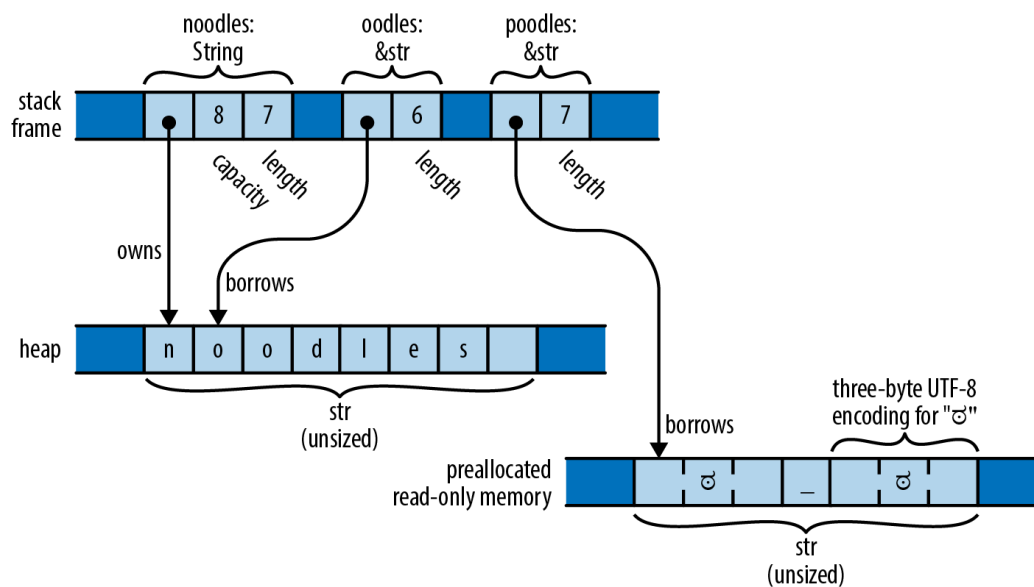 noodles:
String
oodles:
&str
poodles:
&str
stack
frame
8
7
6
7
capacity
length
length
length
owns
borrows
heap
n o o d l e s
str
(unsized)
borrows
three-byte UTF-8
encoding for "ಡ"
preallocated
read-only memory
ಡ _ ಡ
str
(unsized)